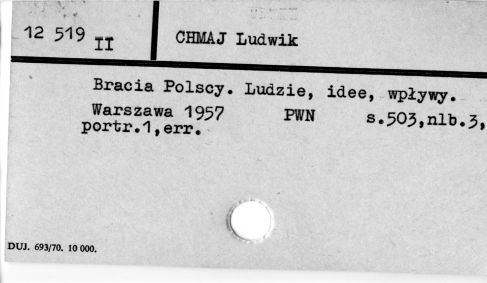 12 519 II
CHMAJ Ludwik
Bracia Polscy. Ludzie, idee, wpływy.
Warszawa 1957 PWN s.503,nlb.3,
portr.1,err.
DUJ. 693/70. 10 000.